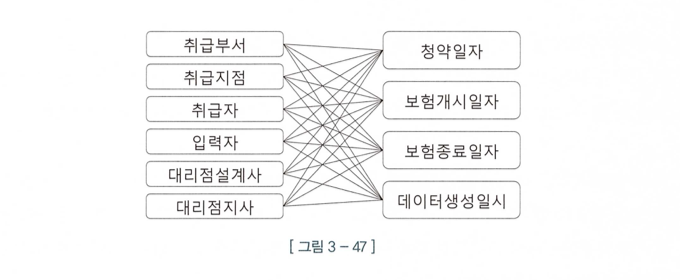 취급부서
취급지점
취급자
입력자
대리점설계사
대리점지사
청약일자
보험개시일자
보험종료일자
데이터생성일시
[ 그림 3 – 47 ]